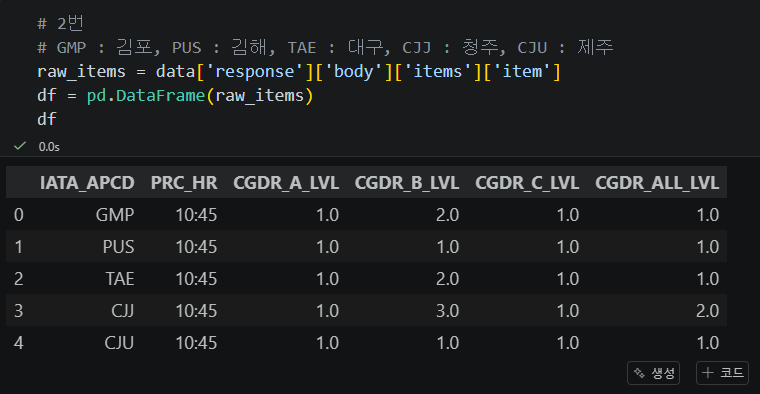 # 2번
# GMP : 김포, PUS : 김해, TAE : 대구, CJJ : 청주, CJU : 제주
raw_items = data['response']['body']['items']['item']
df = pd.DataFrame(raw_items)
df
0.0s
IATA_APCD PRC_HR CGDR_A_LVL CGDR_B_LVL CGDR_C_LVL CGDR_ALL_LVL
0 GMP 10:45 1.0 2.0 1.0 1.0
1 PUS 10:45 1.0 1.0 1.0 1.0
2 TAE 10:45 1.0 2.0 1.0 1.0
3 CJJ 10:45 1.0 3.0 1.0 2.0
4 CJU 10:45 1.0 1.0 1.0 1.0
생성 + 코드